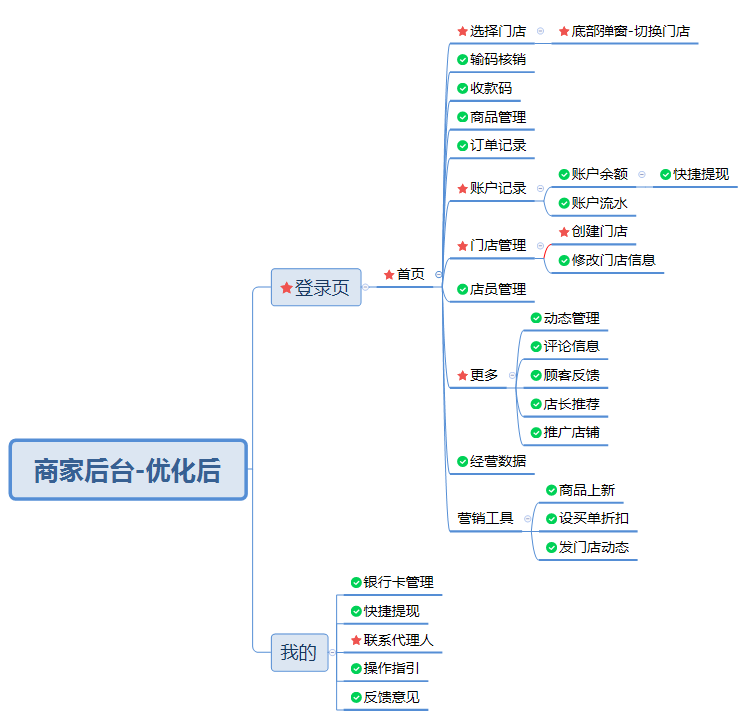 选择门店
底部弹窗-切换门店
输码核销
收款码
商品管理
订单记录
账户记录
账户余额
快捷提现
账户流水
门店管理
创建门店
修改门店信息
登录页
首页
店员管理
更多
动态管理
评论信息
顾客反馈
店长推荐
推广店铺
经营数据
营销工具
商品上新
设买单折扣
发门店动态
商家后台-优化后
我的
银行卡管理
快捷提现
联系代理人
操作指引
反馈意见